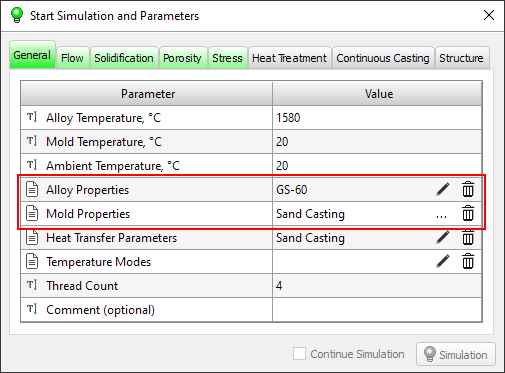 Start Simulation and Parameters
General Flow Solidification Porosity Stress Heat Treatment Continuous Casting Structure
Parameter Value
Alloy Temperature, °C 1580
Mold Temperature, °C 20
Ambient Temperature, °C 20
Alloy Properties GS-60
Mold Properties Sand Casting ...
Heat Transfer Parameters Sand Casting
Temperature Modes
Thread Count 4
Comment (optional)
Continue Simulation Simulation